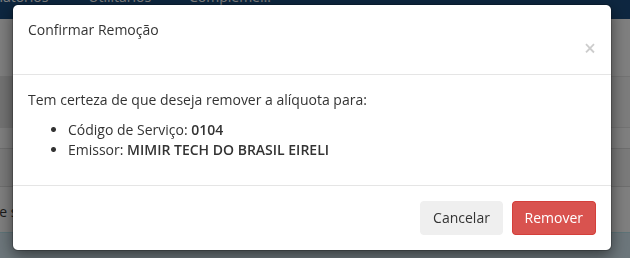 Utilitários
Confirmar Remoção
×
Tem certeza de que deseja remover a alíquota para:
• Código de Serviço: 0104
• Emissor: MIMIR TECH DO BRASIL EIRELI
Cancelar
Remover